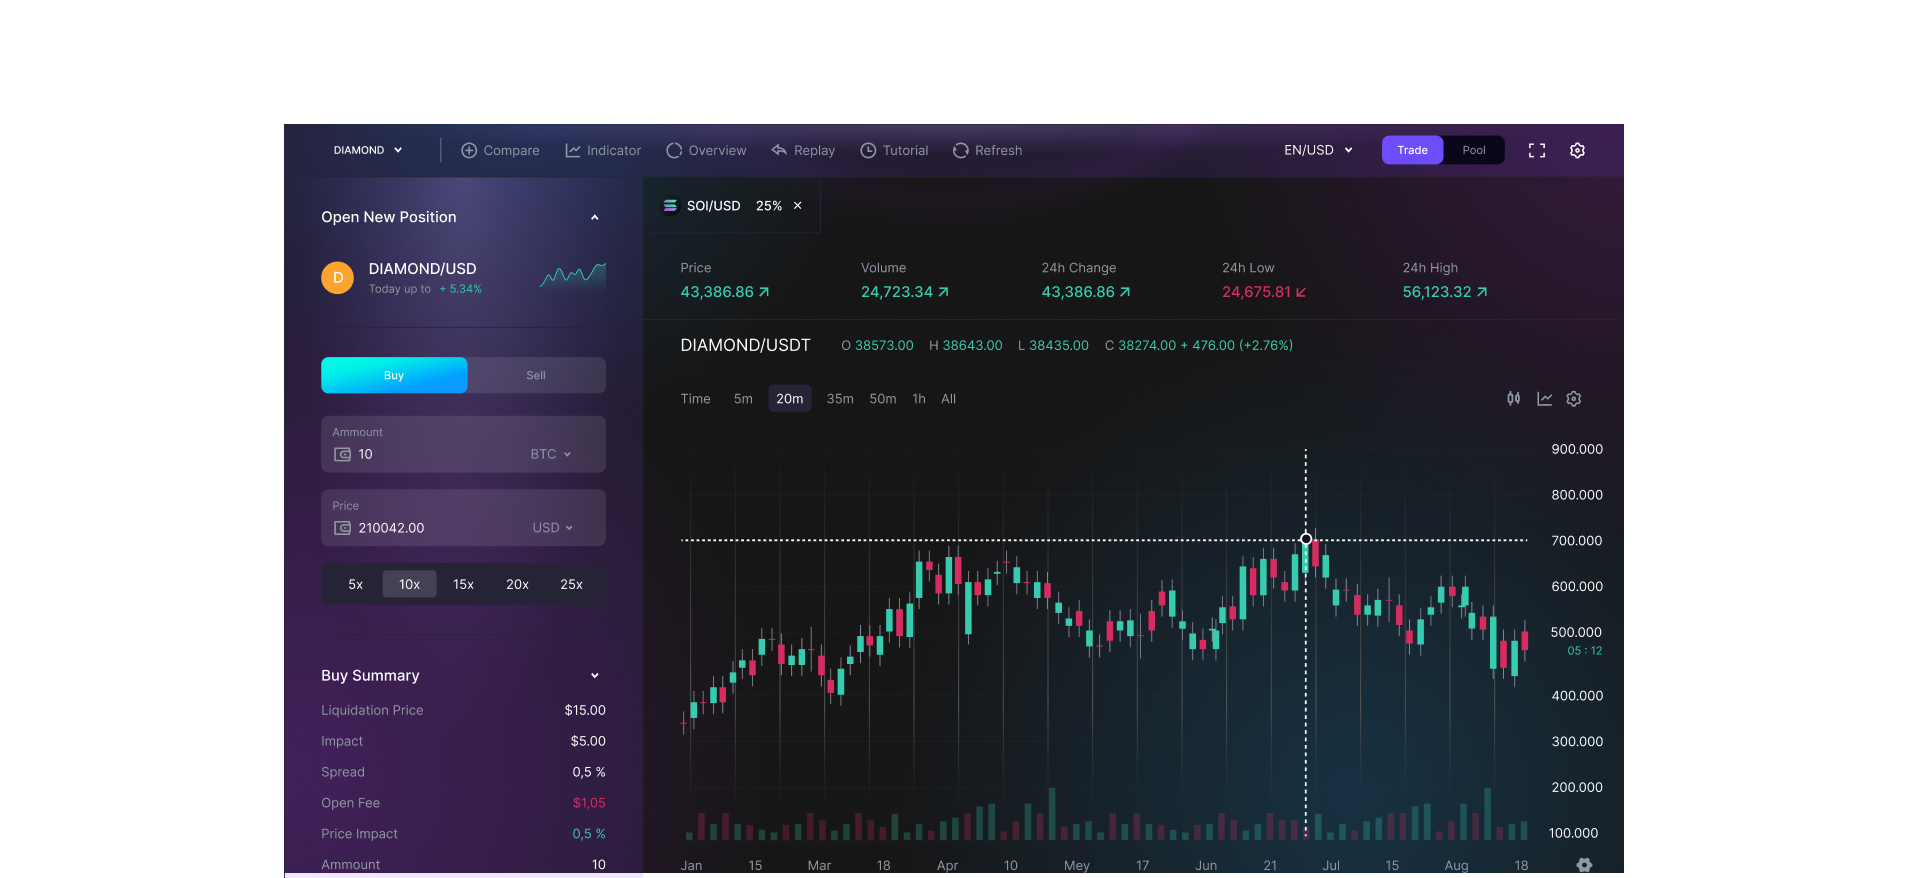 DIAMOND Compare Indicator Overview Replay Tutorial Refresh EN/USD Trade Pool
Open New Position
D
DIAMOND/USD
Today up to + 5.34%
Buy Sell
Ammount
10 BTC
Price
210042.00 USD
5x 10x 15x 20x 25x
Buy Summary
Liquidation Price $15.00
Impact $5.00
Spread 0,5 %
Open Fee $1,05
Price Impact 0,5 %
Ammount 10
SOI/USD 25% ×
Price Volume 24h Change 24h Low 24h High
43,386.86 24,723.34 43,386.86 24,675.81 56,123.32
DIAMOND/USDT O 38573.00 H 38643.00 L 38435.00 C 38274.00 + 476.00 (+2.76%)
Time 5m 20m 35m 50m 1h All
900.000
800.000
700.000
600.000
500.000
05 : 12
400.000
300.000
200.000
100.000
Jan 15 Mar 18 Apr 10 Mey 17 Jun 21 Jul 15 Aug 18